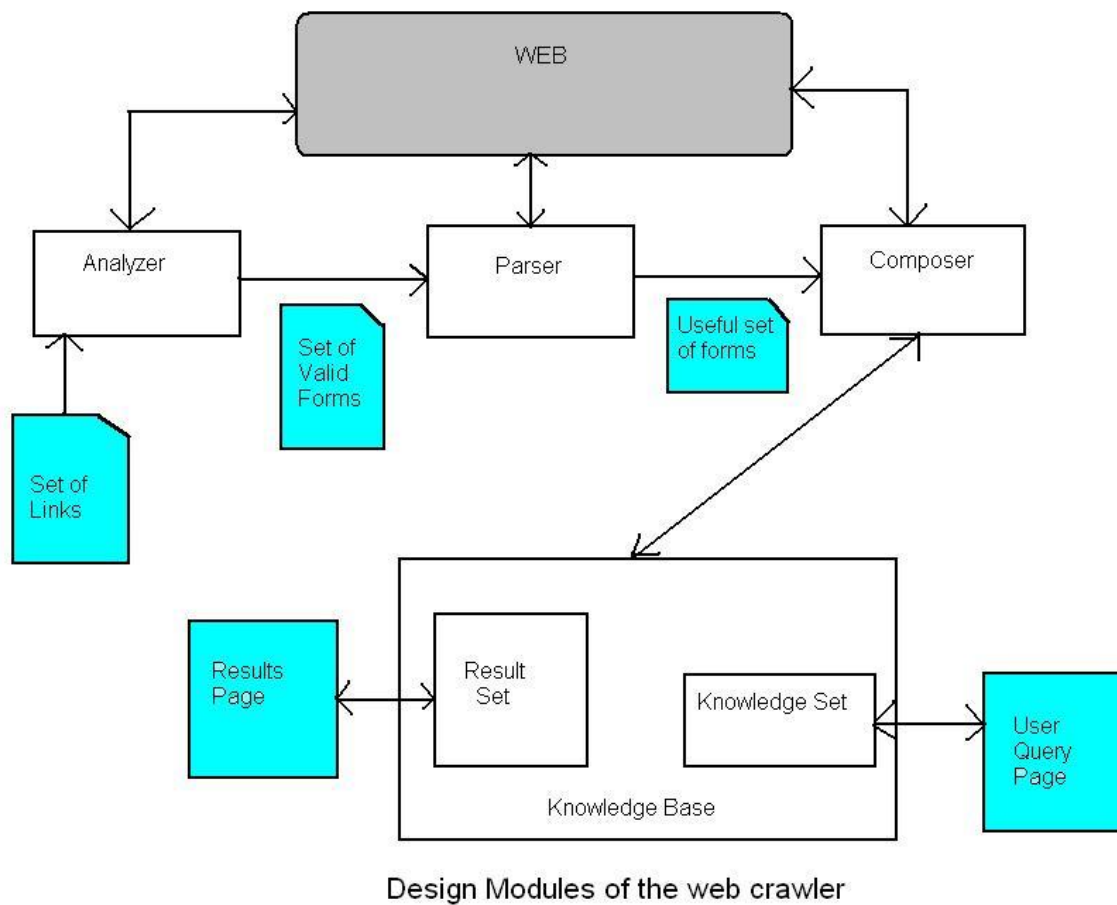 WEB
Analyzer
Parser
Composer
Set of
Valid
Forms
Useful set
of forms
Set of
Links
Results
Page
Result
Set
Knowledge Set
User
Query
Page
Knowledge Base
Design Modules of the web crawler